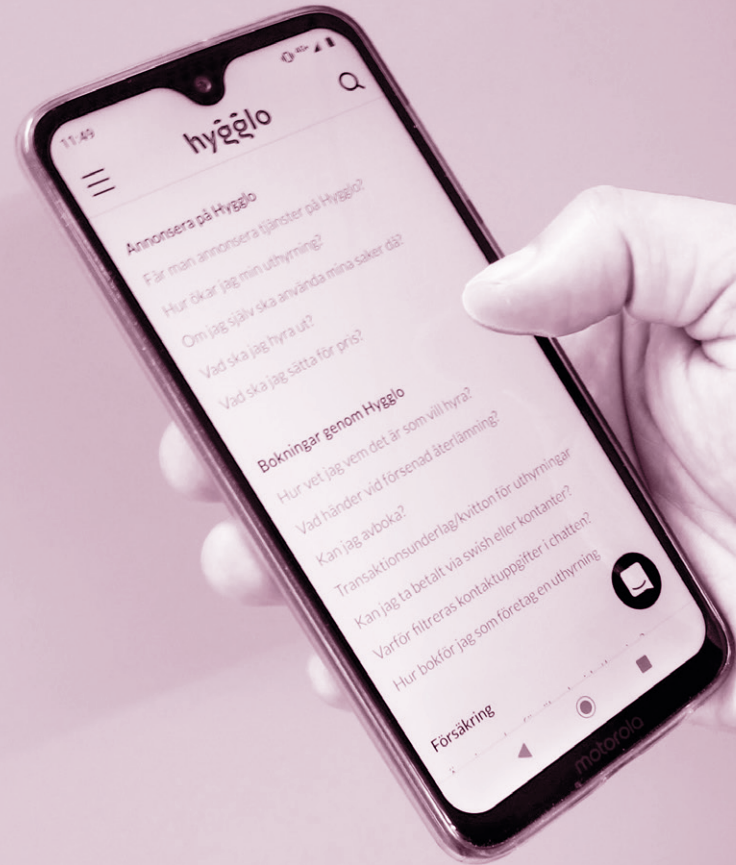 11:49
hygglo
Annonsera på Hygglo
Får man annonsera tjänster på Hygglo?
Hur ökar jag min uthyrning?
Om jag själv ska använda mina saker då?
Vad ska jag hyra ut?
Vad ska jag sätta för pris?
Bokningar genom Hygglo
Hur vet jag vem det är som vill hyra?
Vad händer vid försenad återlämning?
Kan jag avboka?
Transaktionsunderlag/kvitton för uthyrningar
Kan jag ta betalt via swish eller kontanter?
Varför filtreras kontaktuppgifter i chatten?
Hur bokför jag som företag en uthyrning
Försäkring
motorola